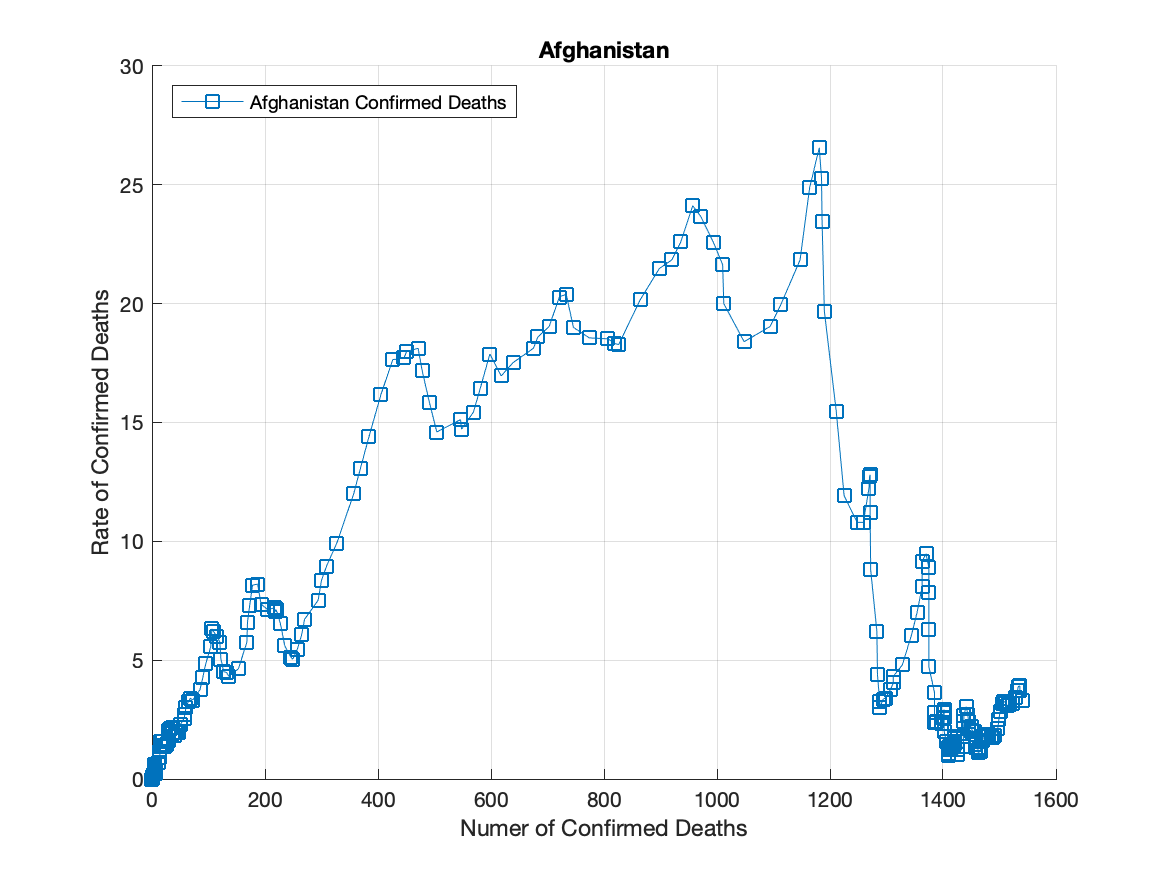 Afghanistan
30
Afghanistan Confirmed Deaths
25
20
15
10
5
0
Rate of Confirmed Deaths
0 200 400 600 800 1000 1200 1400 1600
Numer of Confirmed Deaths